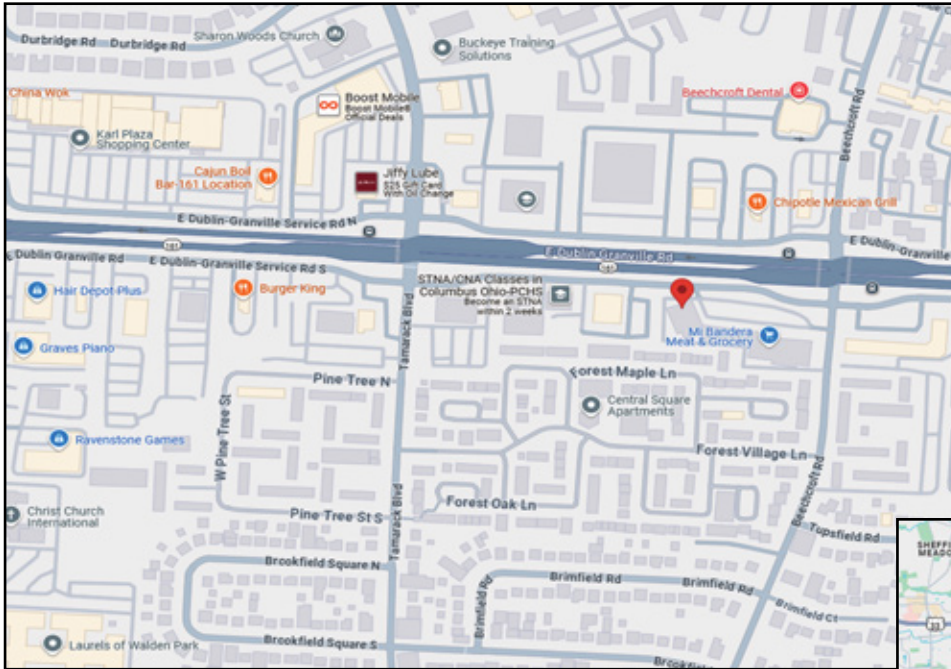 Durbridge Rd
Durbridge Rd
Sharon Woods Church
Buckeye Training
Solutions
China Wok
Boost Mobile
Boost Mobile®
Official Deals
Beechcroft Dental
Beechcroft Rd
Karl Plaza
Shopping Center
Cajun Boil
Bar-161 Location
Jiffy Lube
$25 Gift Card
With Oil Change
Chipotle Mexican Grill
E Dublin-Granville Service Rd N
161
E Dublin Granville Rd
161
E Dublin-Granville
Dublin Granville Rd
E Dublin-Granville Service Rd S
STNA/CNA Classes in
Columbus Ohio-PCHS
Become an STNA
within 2 weeks
Hair Depot Plus
Burger King
Tamarack Blvd
Mi Bandera
Meat & Grocery
Graves Piano
Pine Tree N
Forest Maple Ln
W Pine Tree St
Central Square
Apartments
Ravenstone Games
Forest Village Ln
Beechcroft Rd
Christ Church
International
Pine Tree St S
Tamarack Blvd
Forest Oak Ln
Tupsfield Rd
Brookfield Square N
Brimfield Rd
Brimfield Rd
Brimfield Rd
Brimfield Ct
Laurels of Walden Park
Brookfield Square S
33